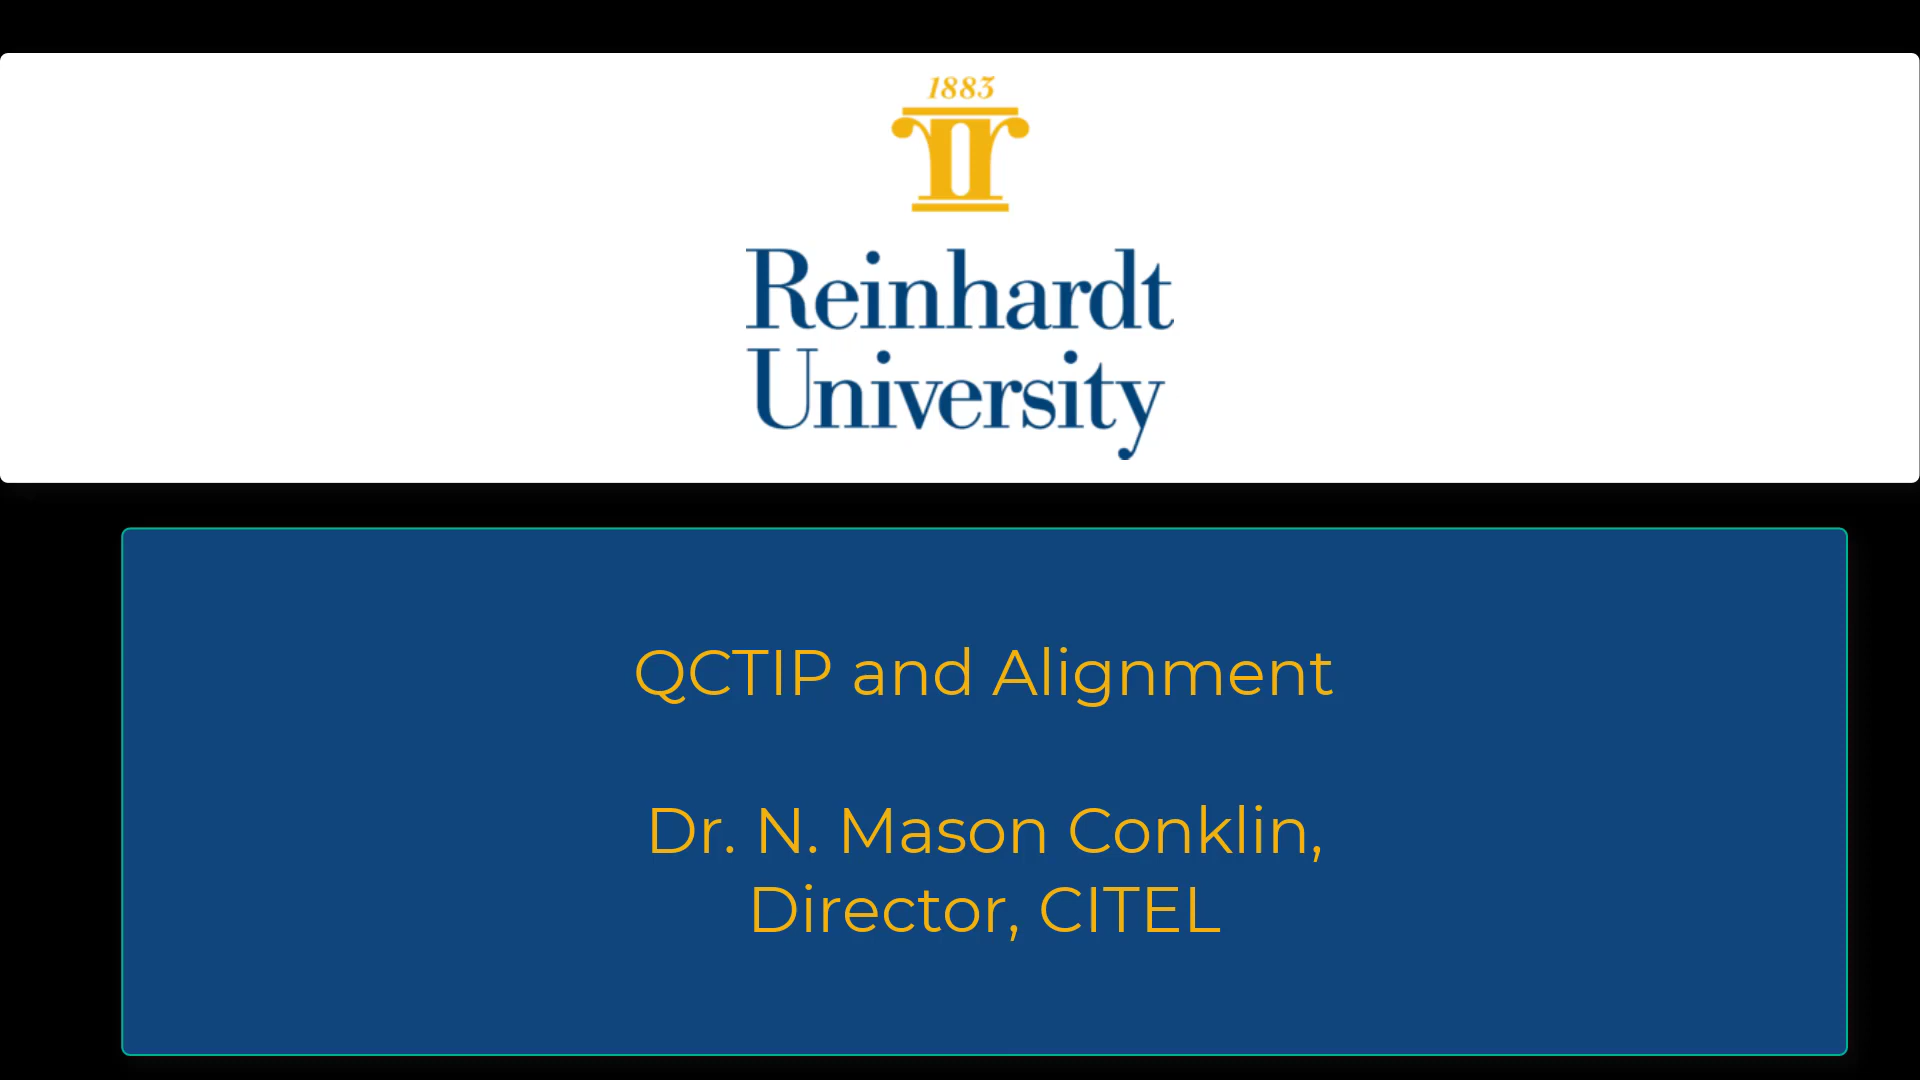 1883
Reinhardt
University
QCTIP and Alignment
Dr. N. Mason Conklin,
Director, CITEL